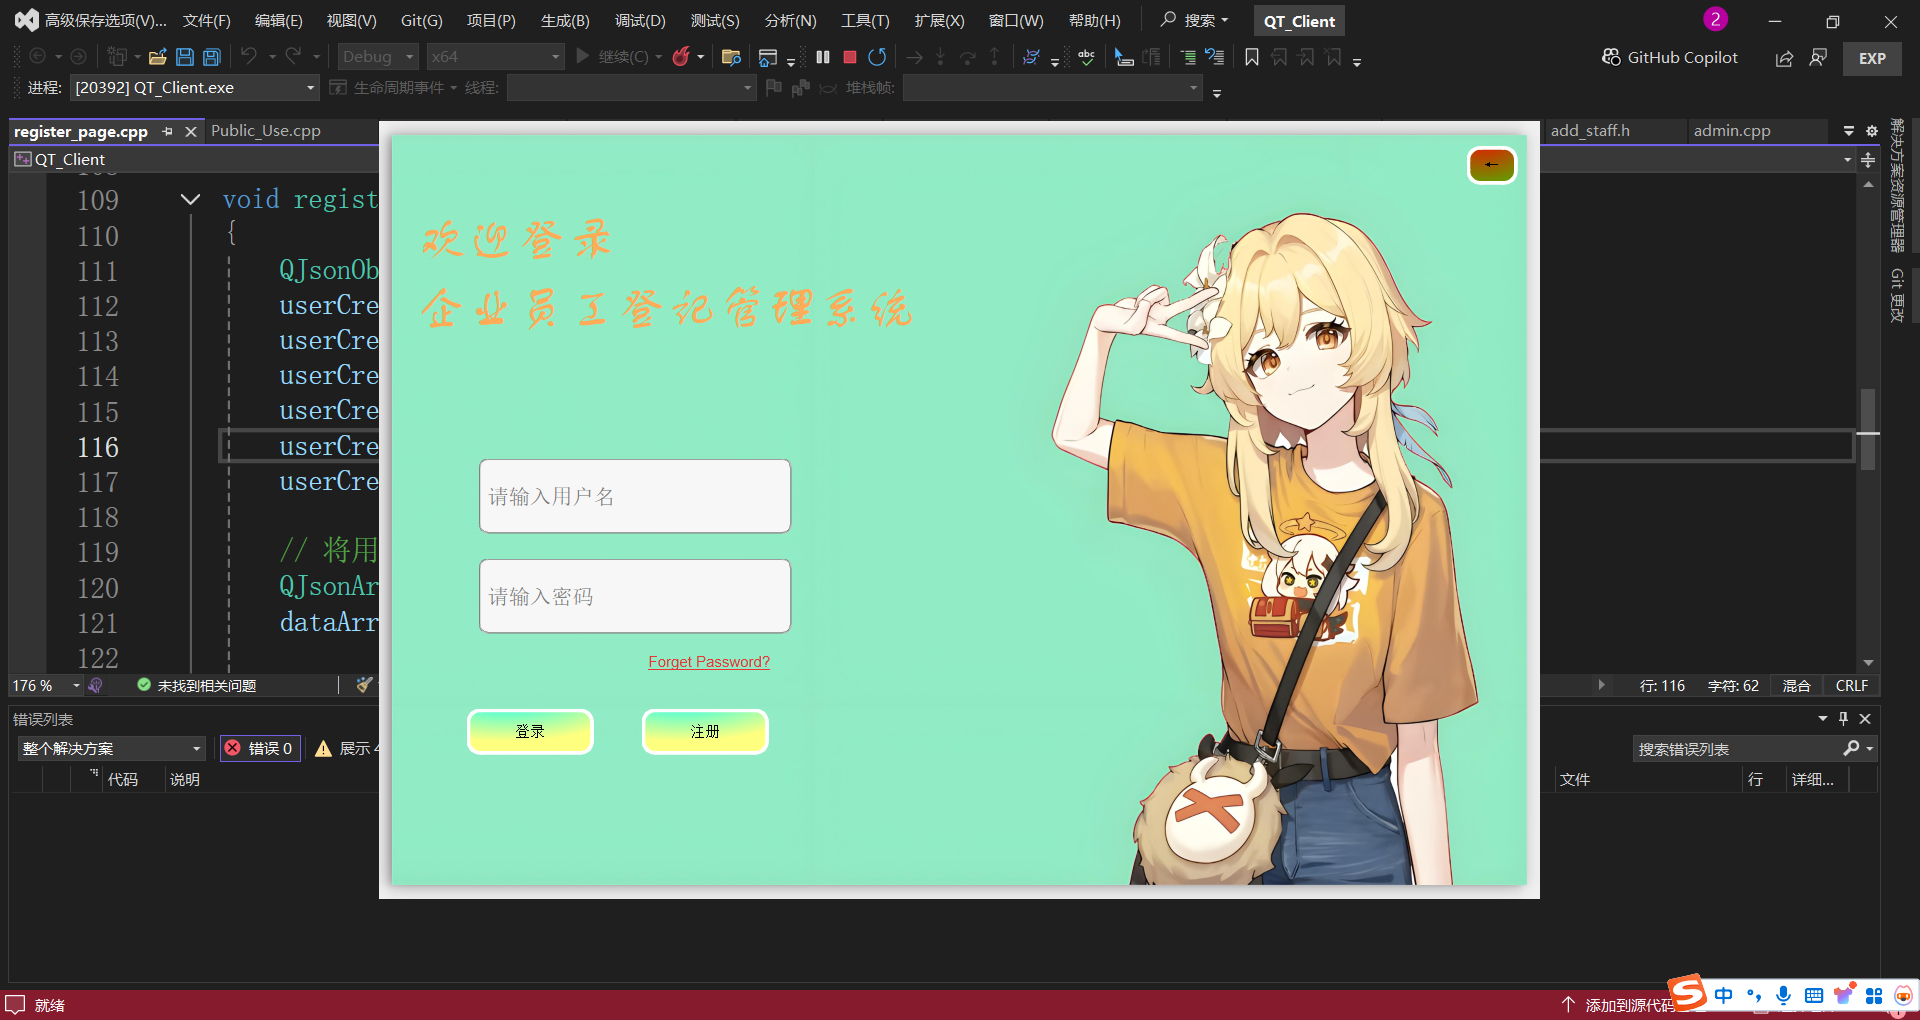 高级保存选项(V)... 文件(F) 编辑(E) 视图(V) Git(G) 项目(P) 生成(B) 调试(D) 测试(S) 分析(N) 工具(T) 扩展(X) 窗口(W) 帮助(H) 搜索 QT_Client 2
Debug x64 继续(C) abc GitHub Copilot EXP
进程: [20392] QT_Client.exe 生命周期事件 线程: 堆栈帧:
register_page.cpp Public_Use.cpp add_staff.h admin.cpp
QT_Client
109 void regist
110 {
111 QJsonOb
112 userCre
113 userCre
114 userCre
115 userCre
116 userCre
117 userCre
118
119 // 将用
120 QJsonAr
121 dataArr
122
176 % 未找到相关问题 行: 116 字符: 62 混合 CRLF
解决方案资源管理器
Git 更改
←
欢迎登录
企业员工登记管理系统
请输入用户名
请输入密码
Forget Password?
登录 注册
错误列表
整个解决方案 错误 0 展示 搜索错误列表
代码 说明 文件 行 详细...
就绪 添加到源代码
S 中